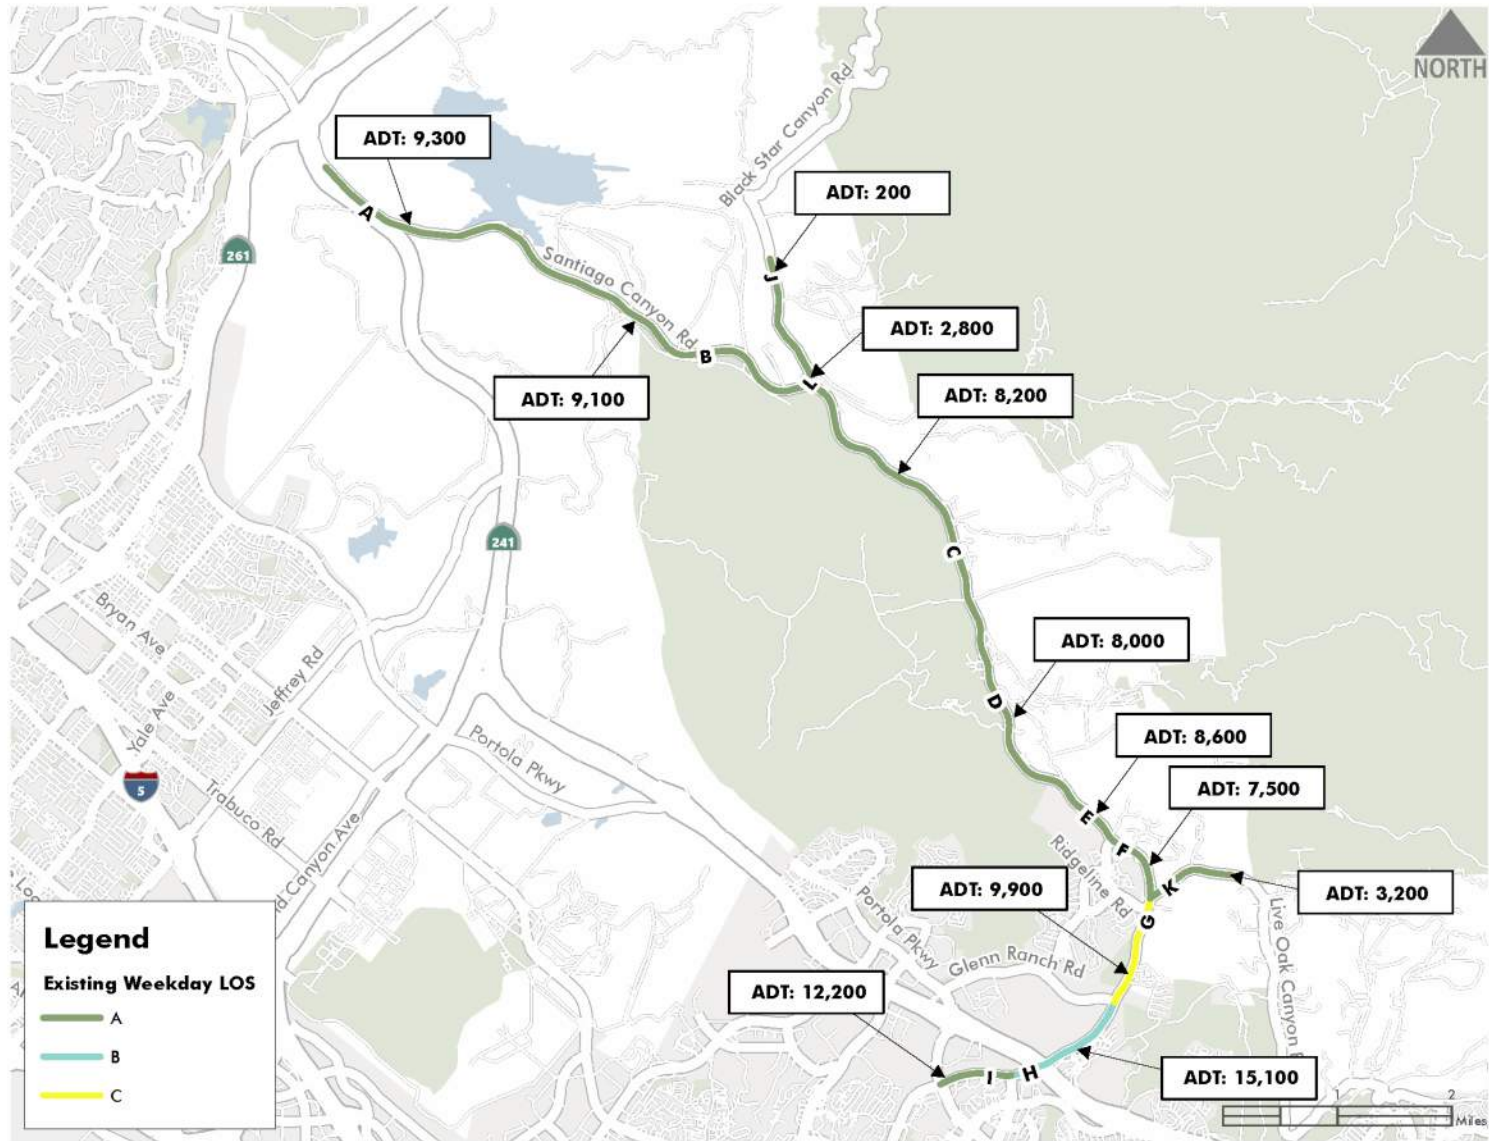 NORTH
ADT: 9,300
Black Star Canyon Rd
ADT: 200
A
261
Santiago Canyon Rd
J
ADT: 2,800
B
L
ADT: 9,100
ADT: 8,200
241
C
Bryan Ave
Jeffrey Rd
ADT: 8,000
Yale Ave
D
Portola Pkwy
ADT: 8,600
5
Trabuco Rd
ADT: 7,500
E
F
Ridgeline Rd
K
ADT: 9,900
ADT: 3,200
Canyon Ave
Portola Pkwy
G
Glenn Ranch Rd
Live Oak Canyon
ADT: 12,200
I
H
ADT: 15,100
Legend
Existing Weekday LOS
A
B
C
1
2
Miles